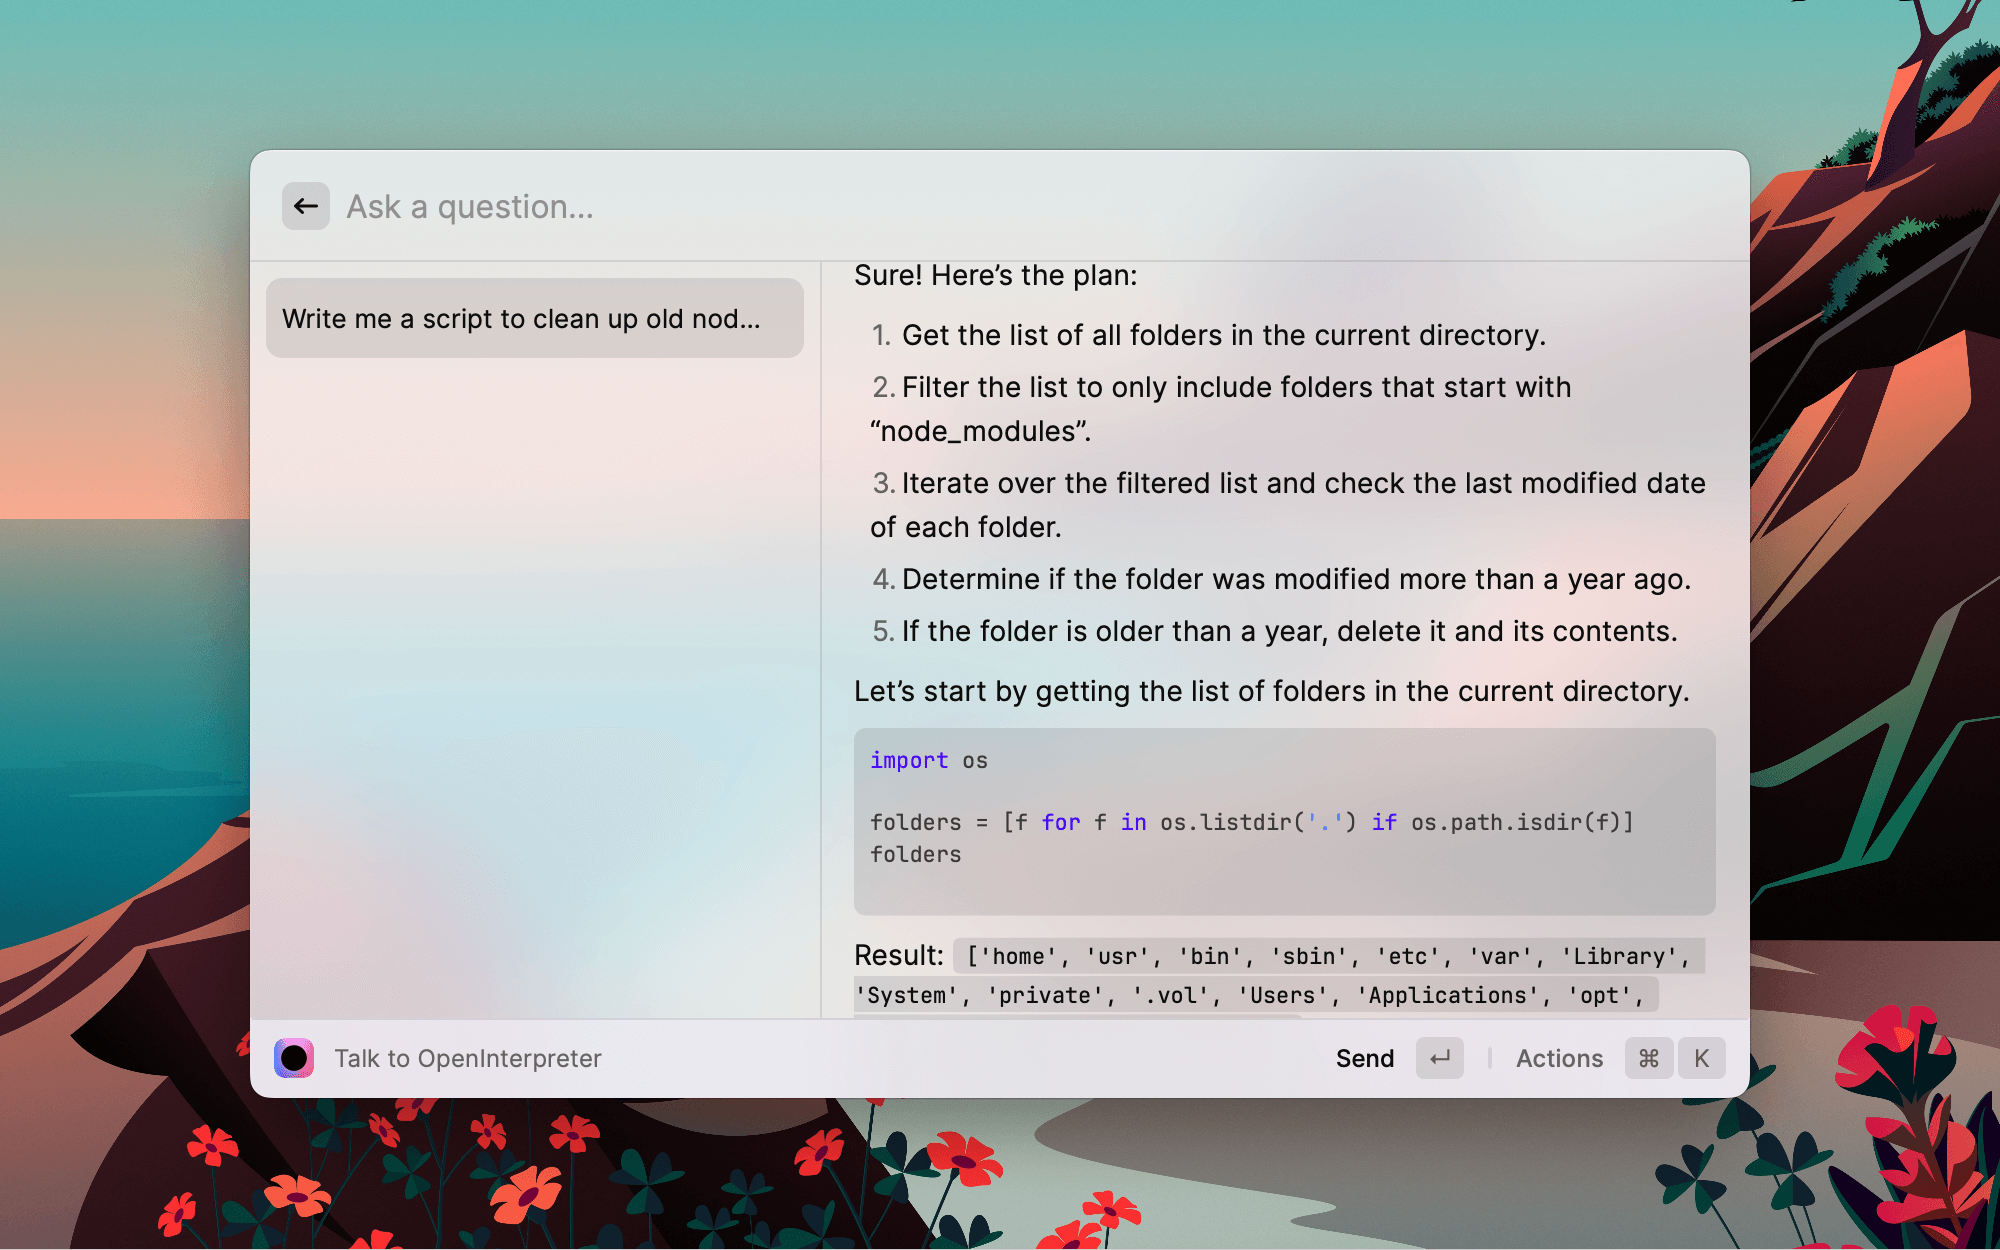 Ask a question...
Write me a script to clean up old nod...
Sure! Here’s the plan:
1. Get the list of all folders in the current directory.
2. Filter the list to only include folders that start with
“node_modules”.
3. Iterate over the filtered list and check the last modified date
of each folder.
4. Determine if the folder was modified more than a year ago.
5. If the folder is older than a year, delete it and its contents.
Let’s start by getting the list of folders in the current directory.
import os
folders = [f for f in os.listdir('.') if os.path.isdir(f)]
folders
Result: ['home', 'usr', 'bin', 'sbin', 'etc', 'var', 'Library',
'System', 'private', '.vol', 'Users', 'Applications', 'opt',
Talk to OpenInterpreter
Send ↵ | Actions ⌘ K